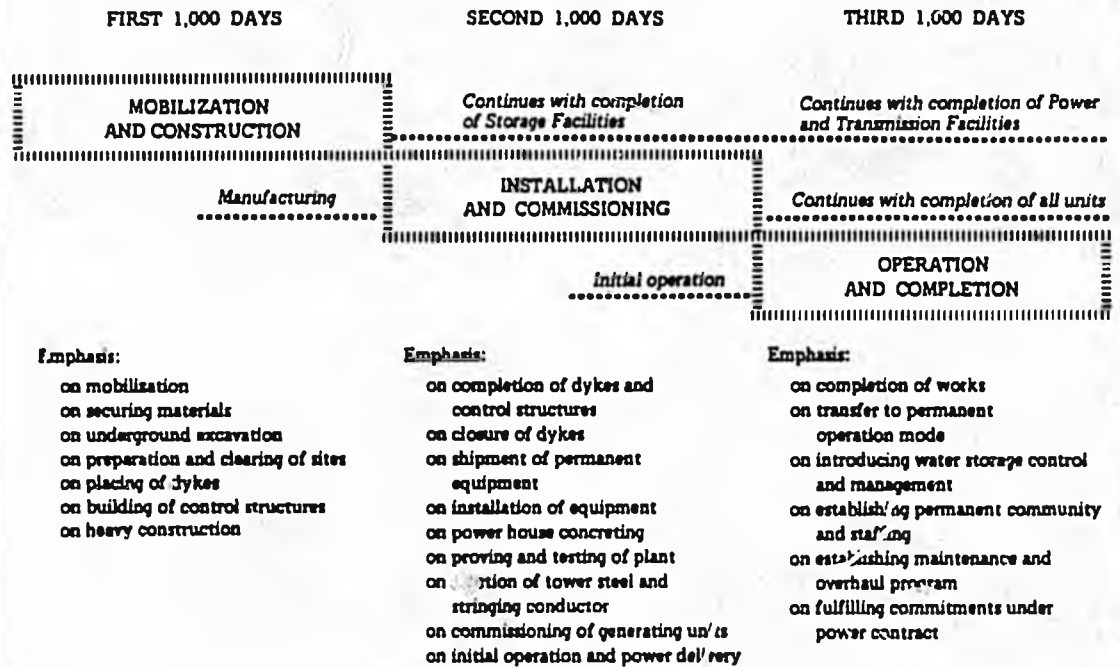 FIRST 1,000 DAYS
SECOND 1,000 DAYS
THIRD 1,000 DAYS
MOBILIZATION
AND CONSTRUCTION
Continues with completion
of Storage Facilities
Continues with completion of Power
and Transmission Facilities
Manufacturing
INSTALLATION
AND COMMISSIONING
Continues with completion of all units
Initial operation
OPERATION
AND COMPLETION
Emphasis:
on mobilization
on securing materials
on underground excavation
on preparation and clearing of sites
on placing of dykes
on building of control structures
on heavy construction
Emphasis:
on completion of dykes and
control structures
on closure of dykes
on shipment of permanent
equipment
on installation of equipment
on power house concreting
on proving and testing of plant
on of tower steel and
stringing conductor
on commissioning of generating units
on initial operation and power delivery
Emphasis:
on completion of works
on transfer to permanent
operation mode
on introducing water storage control
and management
on establishing permanent community
and staffing
on establishing maintenance and
overhaul program
on fulfilling commitments under
power contract